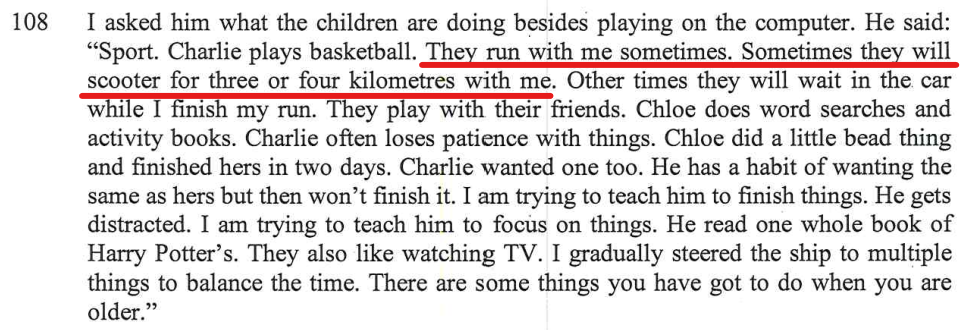 108 I asked him what the children are doing besides playing on the computer. He said:
“Sport. Charlie plays basketball. They run with me sometimes. Sometimes they will
scooter for three or four kilometres with me. Other times they will wait in the car
while I finish my run. They play with their friends. Chloe does word searches and
activity books. Charlie often loses patience with things. Chloe did a little bead thing
and finished hers in two days. Charlie wanted one too. He has a habit of wanting the
same as hers but then won’t finish it. I am trying to teach him to finish things. He gets
distracted. I am trying to teach him to focus on things. He read one whole book of
Harry Potter’s. They also like watching TV. I gradually steered the ship to multiple
things to balance the time. There are some things you have got to do when you are
older.”